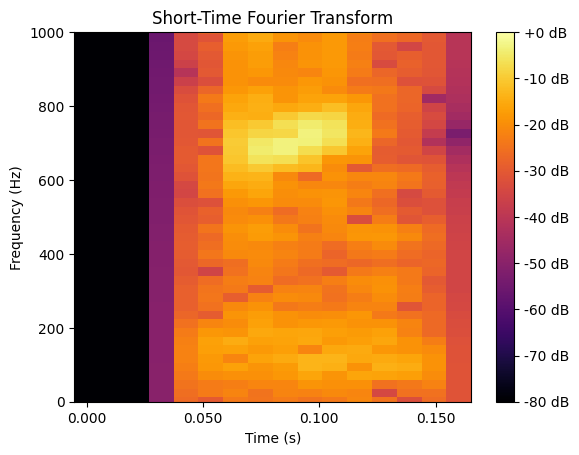 Short-Time Fourier Transform
Frequency (Hz)
1000
800
600
400
200
0
0.000
0.050
0.100
0.150
Time (s)
+0 dB
-10 dB
-20 dB
-30 dB
-40 dB
-50 dB
-60 dB
-70 dB
-80 dB